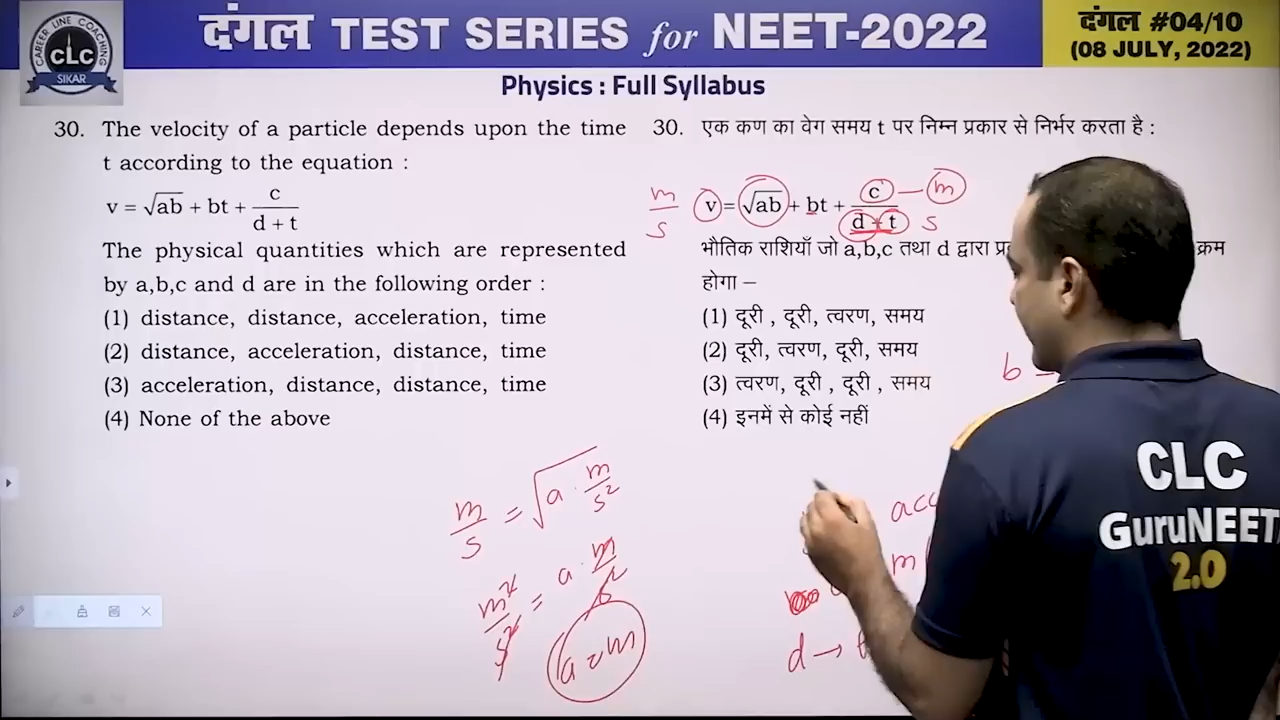 CAREER LINE COACHING
CLC
SIKAR
दंगल TEST SERIES for NEET-2022
दंगल #04/10
(08 JULY, 2022)
Physics : Full Syllabus
30. The velocity of a particle depends upon the time
t according to the equation :
v = √ab + bt + c/(d + t)
The physical quantities which are represented
by a,b,c and d are in the following order :
(1) distance, distance, acceleration, time
(2) distance, acceleration, distance, time
(3) acceleration, distance, distance, time
(4) None of the above
30. एक कण का वेग समय t पर निम्न प्रकार से निर्भर करता है :
m/s v = √ab + bt + c/(d + t) — m s
भौतिक राशियाँ जो a,b,c तथा d द्वारा क्रम
होगा –
(1) दूरी , दूरी, त्वरण, समय
(2) दूरी, त्वरण, दूरी, समय
(3) त्वरण, दूरी , दूरी , समय
(4) इनमें से कोई नहीं
b –
m/s = √a · m/s²
m²/s² = a · m/s²
a = m
acc
m
d →
CLC
GuruNEET
2.0